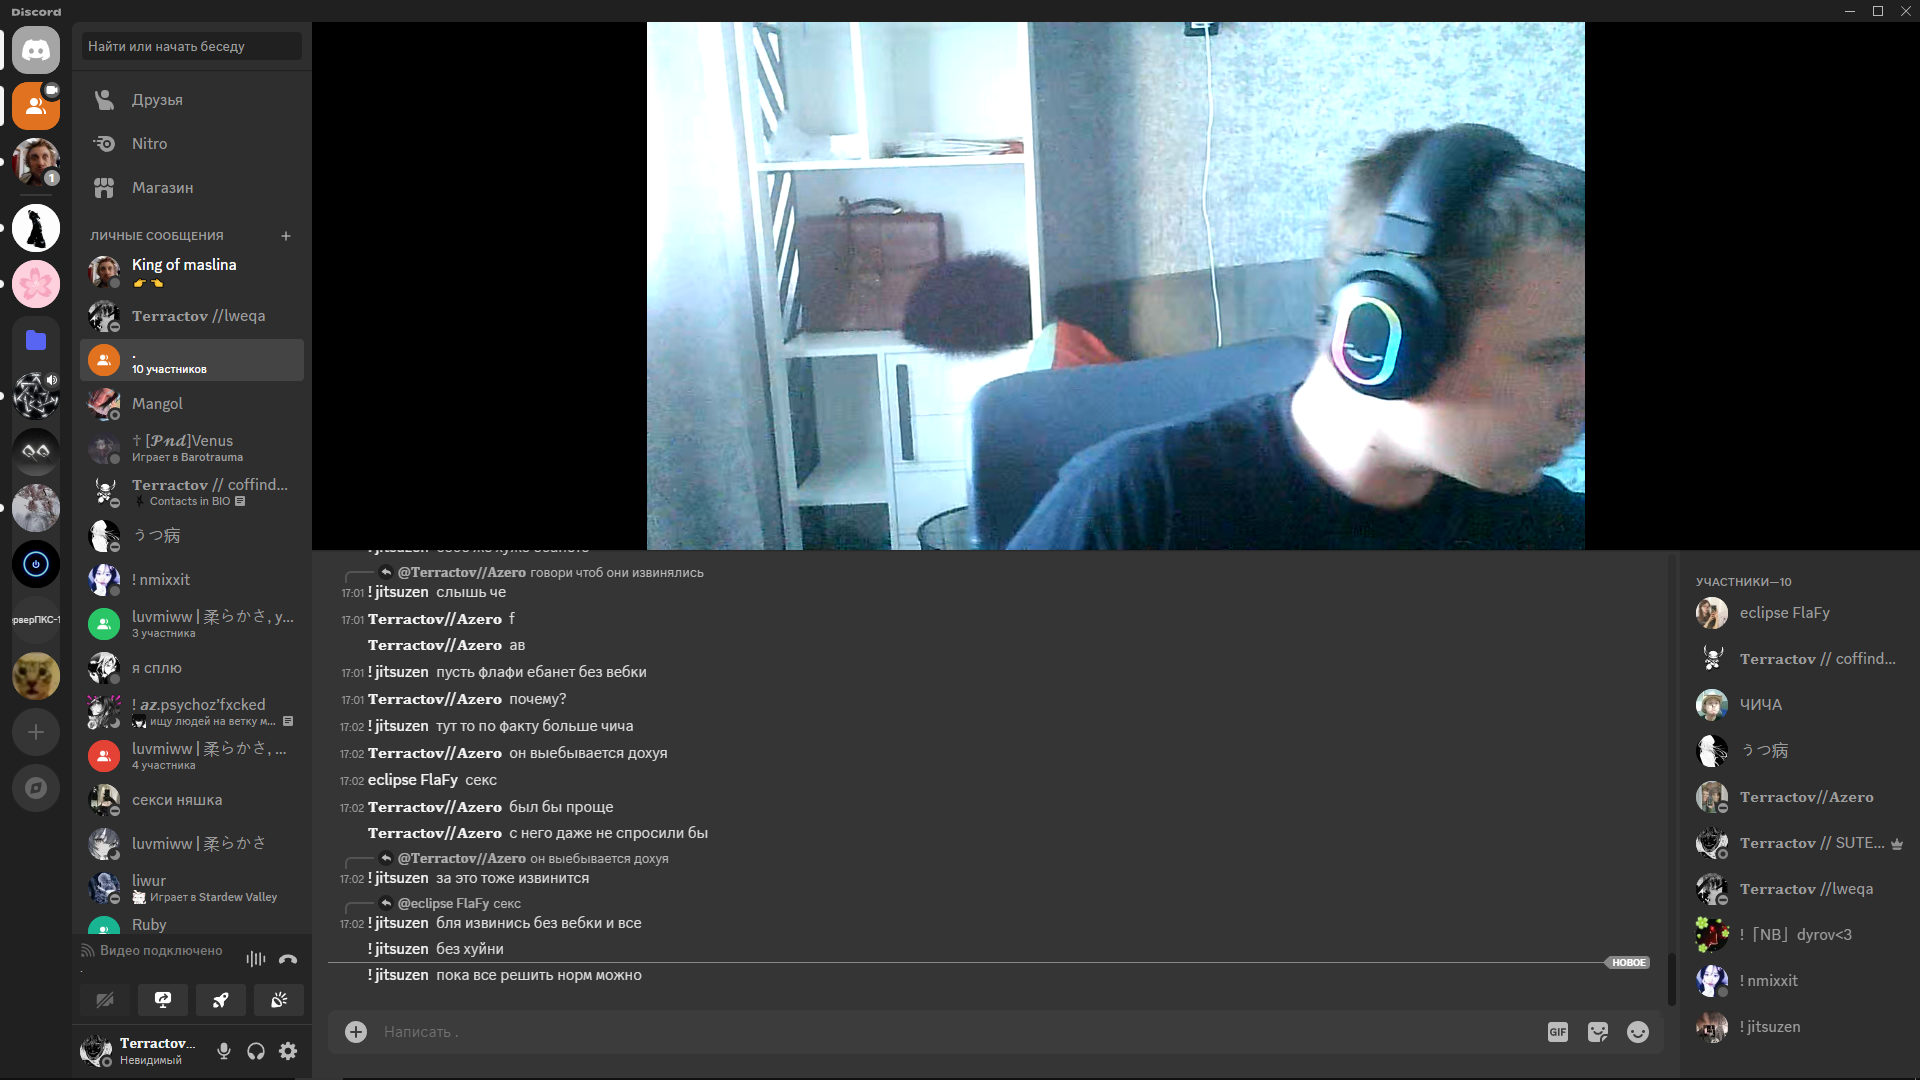 Discord
Найти или начать беседу
Друзья
Nitro
Магазин
ЛИЧНЫЕ СООБЩЕНИЯ
King of maslina
👉 👈
1
Terractov //lweqa
.
10 участников
Mangol
† [𝓟𝓷𝓭]Venus
Играет в Barotrauma
Terractov // coffind...
Contacts in BIO
うつ病
! nmixxit
luvmiww | 柔らかさ, y...
3 участника
я сплю
! az.psychoz'fxcked
ищу людей на ветку м...
luvmiww | 柔らかさ, ...
4 участника
секси няшка
luvmiww | 柔らかさ
liwur
Играет в Stardew Valley
Ruby
Видео подключено
.
Terractov...
Невидимый
@Terractov//Azero говори чтоб они извинялись
17:01 ! jitsuzen слышь че
17:01 Terractov//Azero f
Terractov//Azero ав
17:01 ! jitsuzen пусть флафи ебанет без вебки
17:01 Terractov//Azero почему?
17:02 ! jitsuzen тут то по факту больше чича
17:02 Terractov//Azero он выебывается дохуя
17:02 eclipse FlaFy секс
17:02 Terractov//Azero был бы проще
Terractov//Azero с него даже не спросили бы
@Terractov//Azero он выебывается дохуя
17:02 ! jitsuzen за это тоже извинится
@eclipse FlaFy секс
17:02 ! jitsuzen бля извинись без вебки и все
! jitsuzen без хуйни
НОВОЕ
! jitsuzen пока все решить норм можно
Написать .
GIF
УЧАСТНИКИ—10
eclipse FlaFy
Terractov // coffind...
ЧИЧА
うつ病
Terractov//Azero
Terractov // SUTE...
Terractov //lweqa
!「NB」dyrov<3
! nmixxit
! jitsuzen